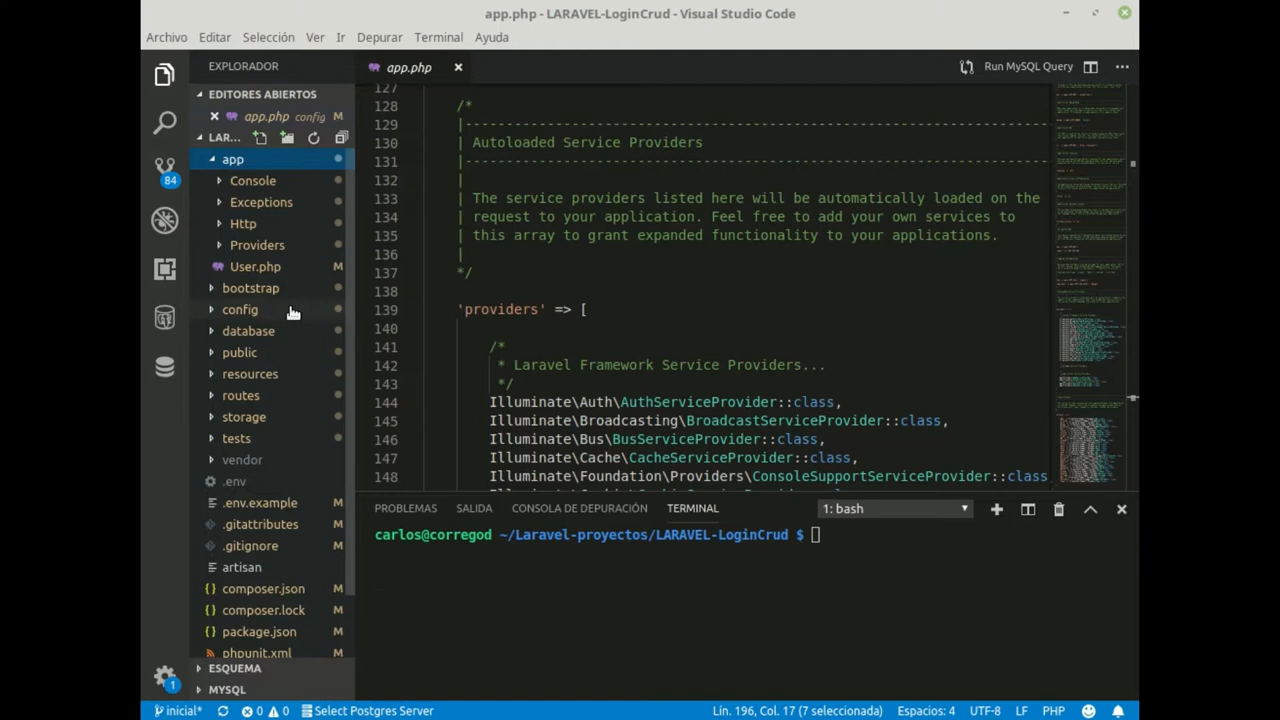 app.php - LARAVEL-LoginCrud - Visual Studio Code
Archivo Editar Selección Ver Ir Depurar Terminal Ayuda
EXPLORADOR
EDITORES ABIERTOS
app.php config M
LAR...
app
Console
Exceptions
Http
Providers
User.php M
bootstrap
config
database
public
resources
routes
storage
tests
vendor
.env
.env.example M
.gitattributes M
.gitignore M
artisan
composer.json M
composer.lock M
package.json M
phpunit.xml M
ESQUEMA
MYSQL
84
1
app.php
Run MySQL Query
127
128 /*
129 |--------------------------------------------------------------------------
130 | Autoloaded Service Providers
131 |--------------------------------------------------------------------------
132 |
133 | The service providers listed here will be automatically loaded on the
134 | request to your application. Feel free to add your own services to
135 | this array to grant expanded functionality to your applications.
136 |
137 */
138
139 'providers' => [
140
141 /*
142 * Laravel Framework Service Providers...
143 */
144 Illuminate\Auth\AuthServiceProvider::class,
145 Illuminate\Broadcasting\BroadcastServiceProvider::class,
146 Illuminate\Bus\BusServiceProvider::class,
147 Illuminate\Cache\CacheServiceProvider::class,
148 Illuminate\Foundation\Providers\ConsoleSupportServiceProvider::class
PROBLEMAS SALIDA CONSOLA DE DEPURACIÓN TERMINAL 1: bash
carlos@corregod ~/Laravel-proyectos/LARAVEL-LoginCrud $
inicial* 0 0 Select Postgres Server Lín. 196, Col. 17 (7 seleccionada) Espacios: 4 UTF-8 LF PHP